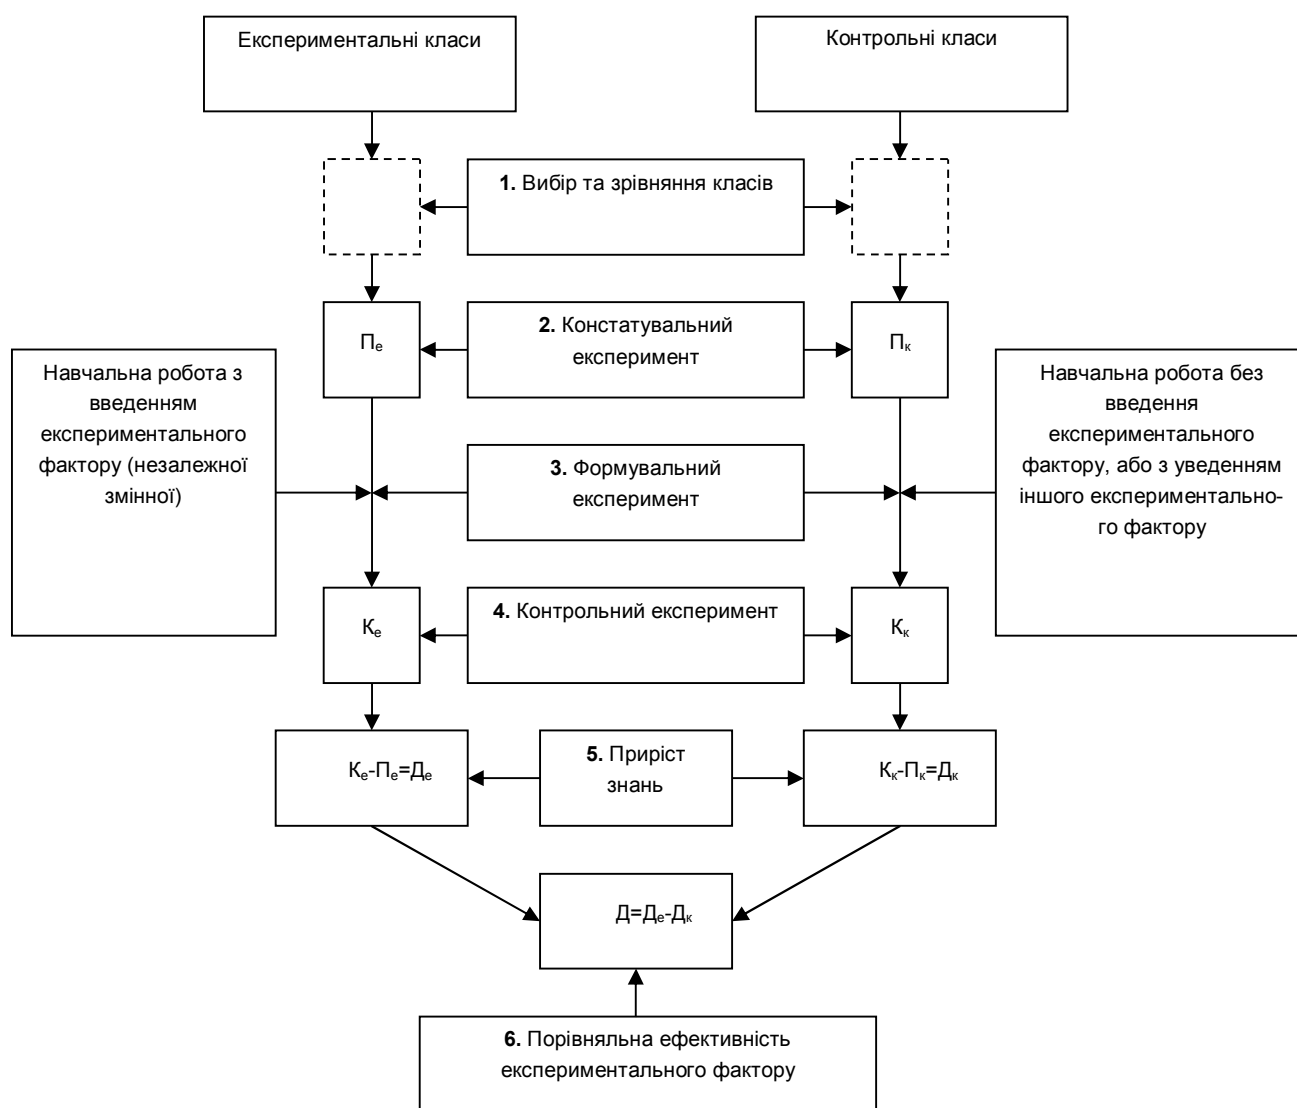 Експериментальні класи
Контрольні класи
1. Вибір та зрівняння класів
2. Констатувальний
експеримент
Пе
Пк
Навчальна робота з
введенням
експериментального
фактору (незалежної
змінної)
Навчальна робота без
введення
експериментального
фактору, або з уведенням
іншого експериментально-
го фактору
3. Формувальний
експеримент
Ке
4. Контрольний експеримент
Кк
Ке-Пе=Де
5. Приріст
знань
Кк-Пк=Дк
Д=Де-Дк
6. Порівняльна ефективність
експериментального фактору